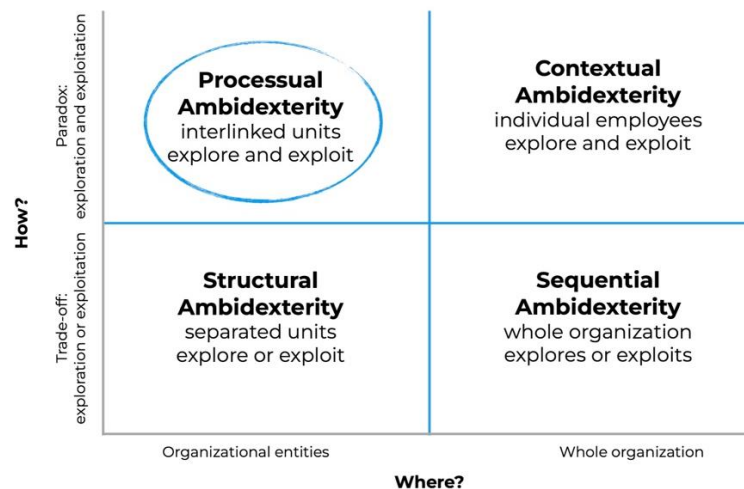 How?
Paradox:
exploration and exploitation
Trade-off:
exploration or exploitation
Processual
Ambidexterity
interlinked units
explore and exploit
Contextual
Ambidexterity
individual employees
explore and exploit
Structural
Ambidexterity
separated units
explore or exploit
Sequential
Ambidexterity
whole organization
explores or exploits
Organizational entities
Whole organization
Where?